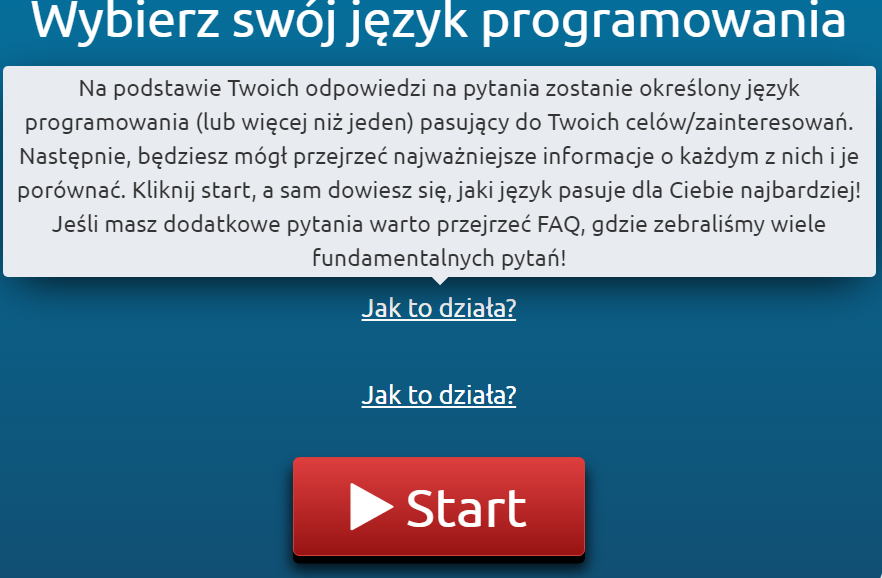 Wybierz swój język programowania
Na podstawie Twoich odpowiedzi na pytania zostanie określony język
programowania (lub więcej niż jeden) pasujący do Twoich celów/zainteresowań.
Następnie, będziesz mógł przejrzeć najważniejsze informacje o każdym z nich i je
porównać. Kliknij start, a sam dowiesz się, jaki język pasuje dla Ciebie najbardziej!
Jeśli masz dodatkowe pytania warto przejrzeć FAQ, gdzie zebraliśmy wiele
fundamentalnych pytań!
Jak to działa?
Jak to działa?
Start